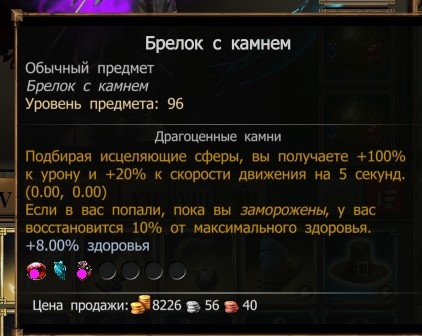 Брелок с камнем
Обычный предмет
Брелок с камнем
Уровень предмета: 96
Драгоценные камни
Подбирая исцеляющие сферы, вы получаете +100%
к урону и +20% к скорости движения на 5 секунд.
(0.00, 0.00)
Если в вас попали, пока вы заморожены, у вас
восстановится 10% от максимального здоровья.
+8.00% здоровья
Цена продажи: 8226 56 40